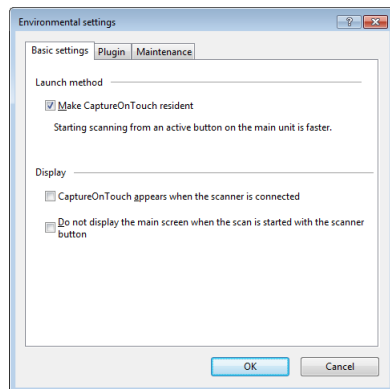 Environmental settings
Basic settings Plugin Maintenance
Launch method
Make CaptureOnTouch resident
Starting scanning from an active button on the main unit is faster.
Display
CaptureOnTouch appears when the scanner is connected
Do not display the main screen when the scan is started with the scanner
button
OK Cancel